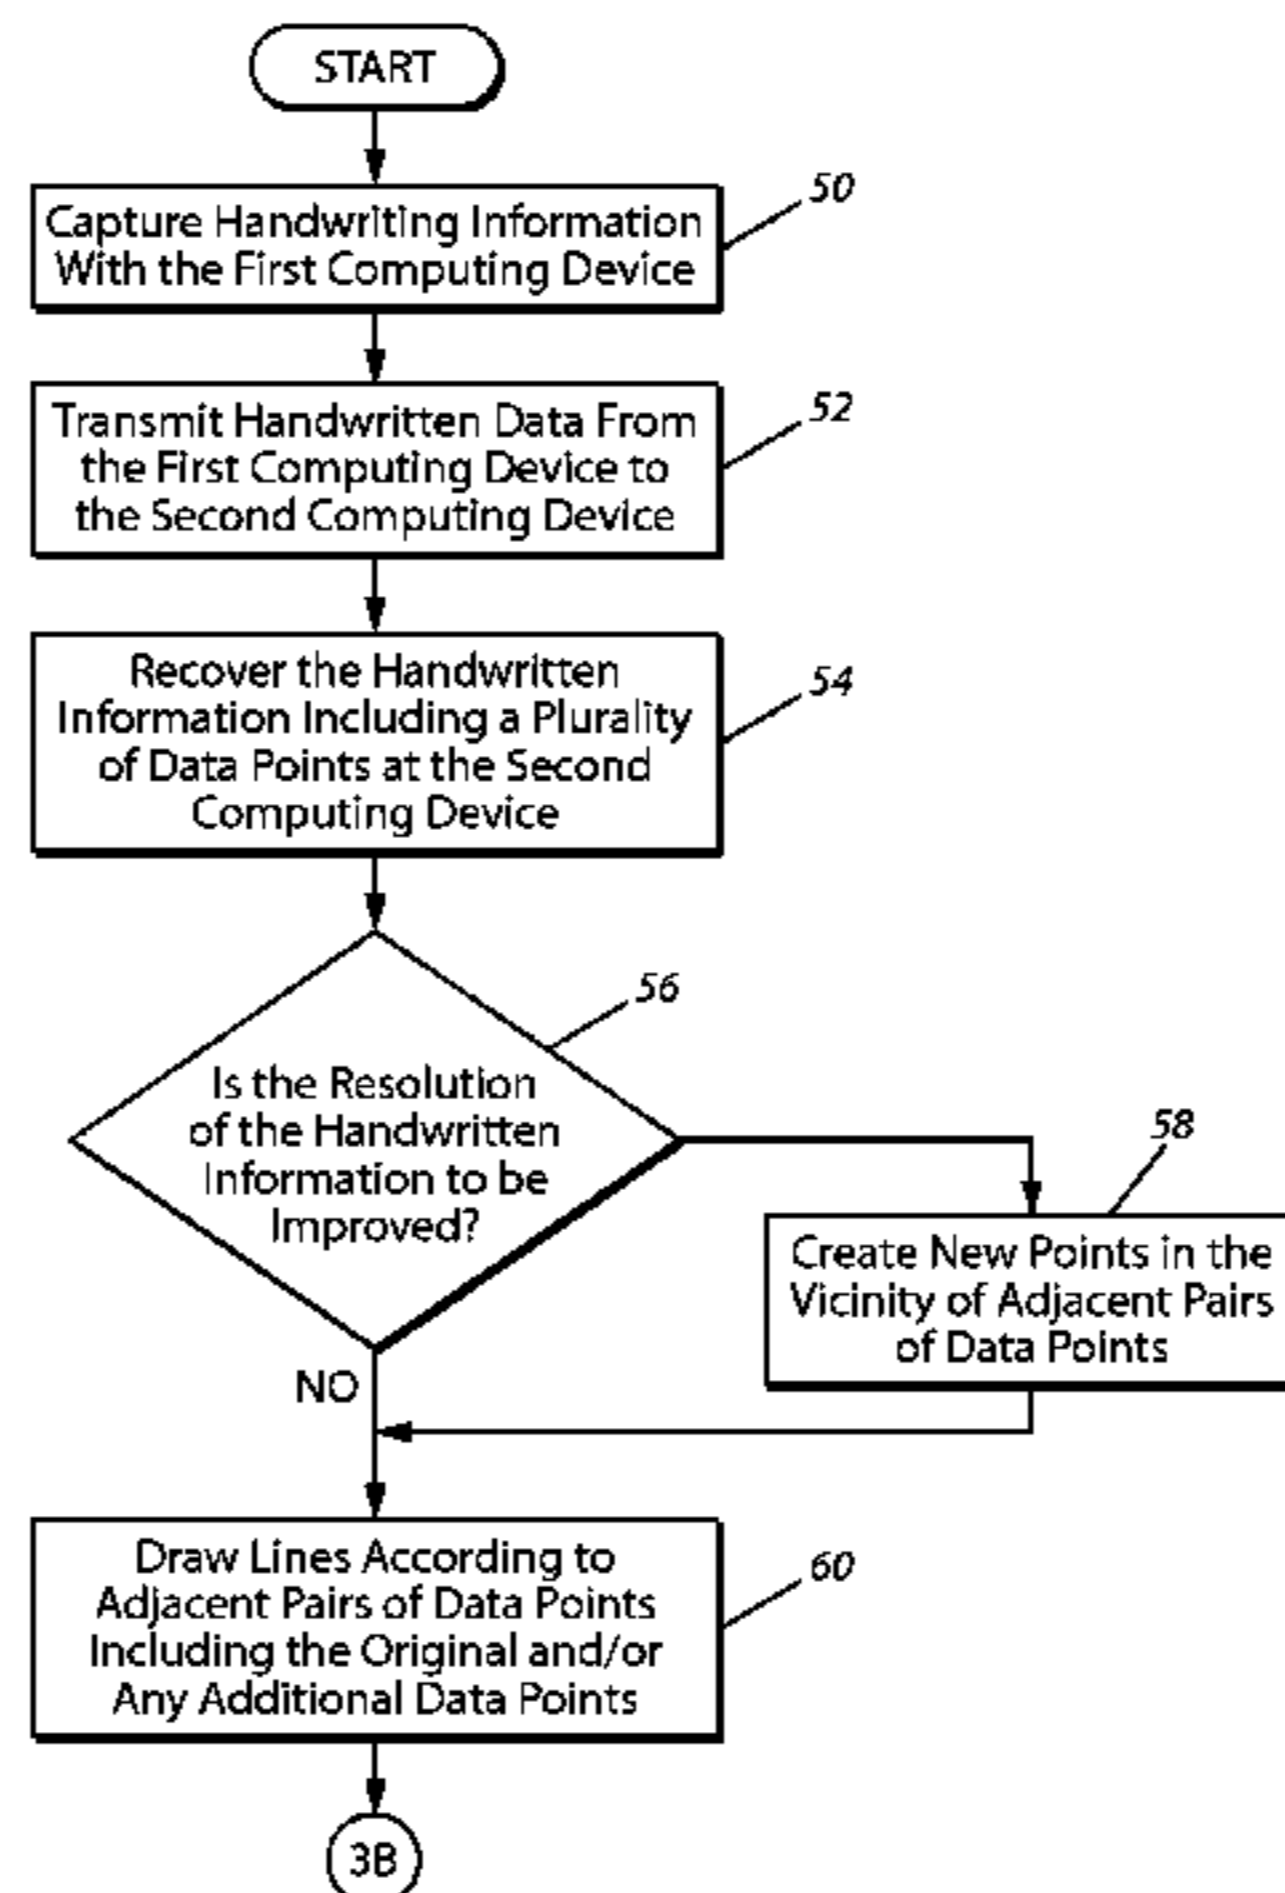 START
50
Capture Handwriting Information
With the First Computing Device
52
Transmit Handwritten Data From
the First Computing Device to
the Second Computing Device
54
Recover the Handwritten
Information Including a Plurality
of Data Points at the Second
Computing Device
56
Is the Resolution
of the Handwritten
Information to be
Improved?
58
Create New Points in the
Vicinity of Adjacent Pairs
of Data Points
NO
60
Draw Lines According to
Adjacent Pairs of Data Points
Including the Original and/or
Any Additional Data Points
3B